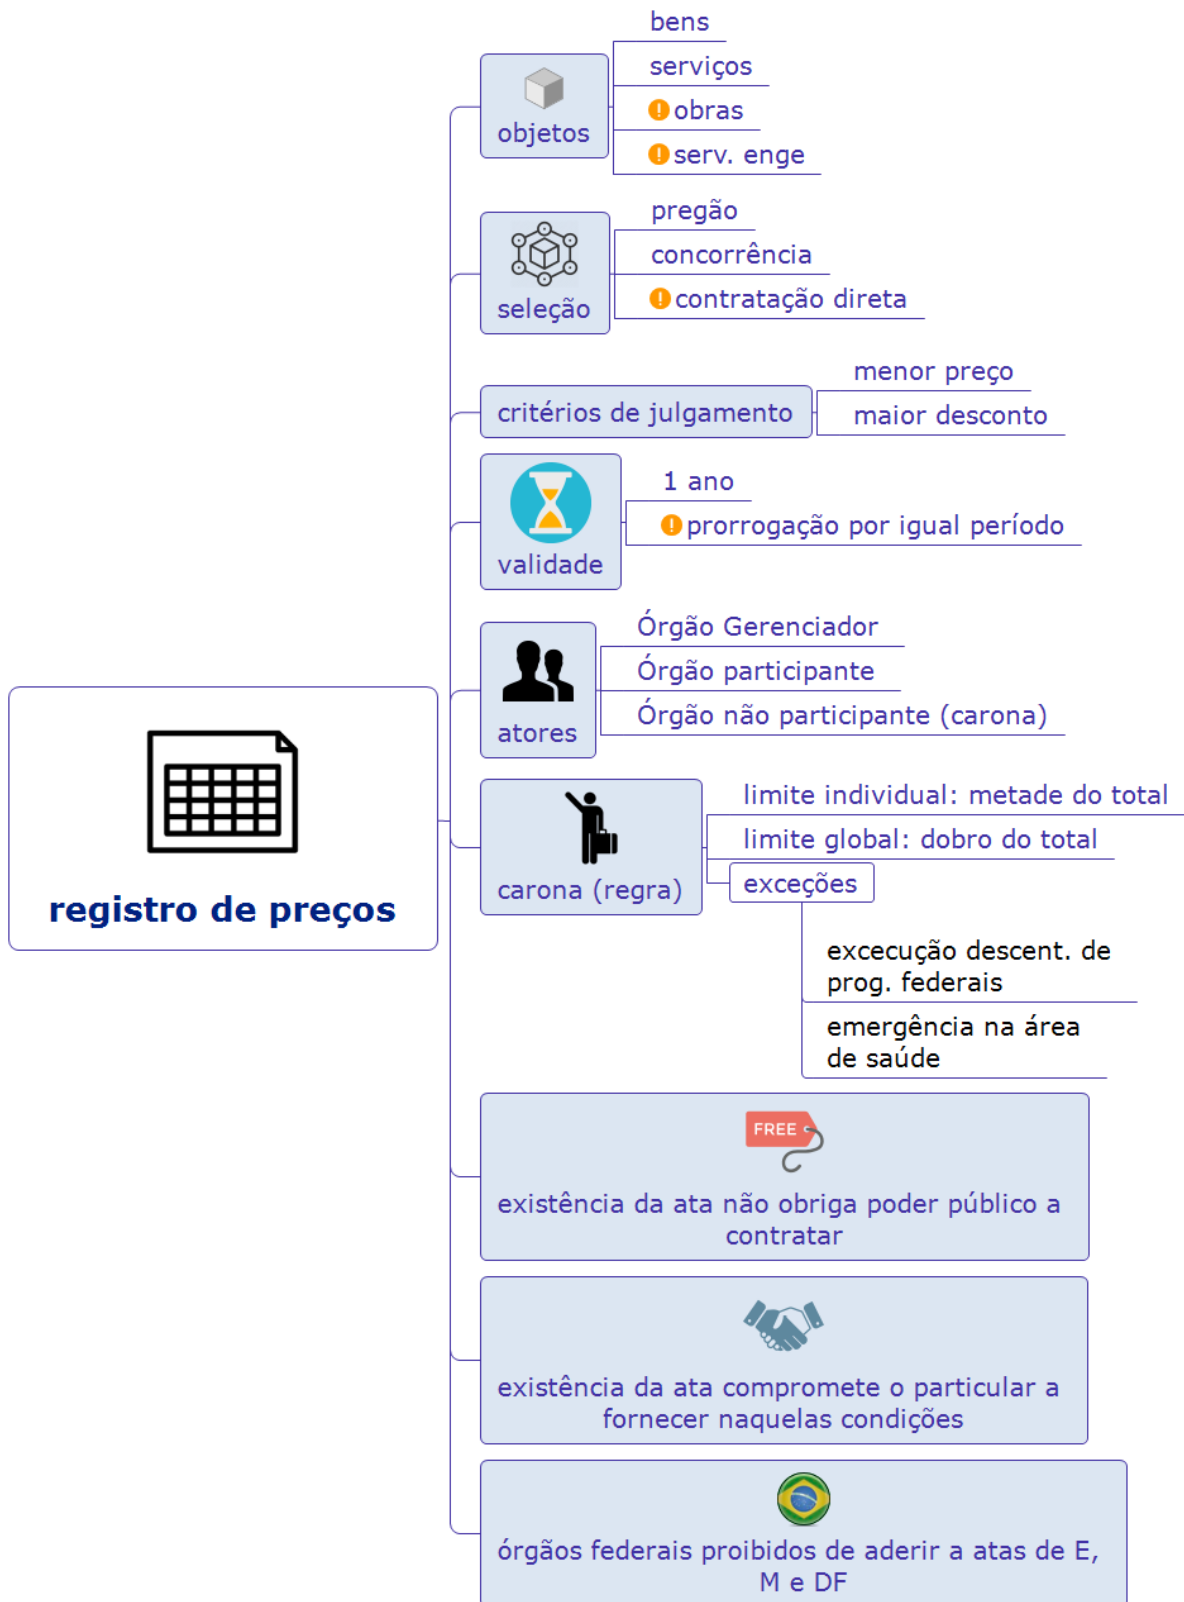 bens
serviços
obras
serv. enge
objetos
pregão
concorrência
contratação direta
seleção
menor preço
maior desconto
critérios de julgamento
1 ano
prorrogação por igual período
validade
Órgão Gerenciador
Órgão participante
Órgão não participante (carona)
atores
registro de preços
limite individual: metade do total
limite global: dobro do total
exceções
carona (regra)
excecução descent. de
prog. federais
emergência na área
de saúde
FREE
existência da ata não obriga poder público a
contratar
existência da ata compromete o particular a
fornecer naquelas condições
órgãos federais proibidos de aderir a atas de E,
M e DF